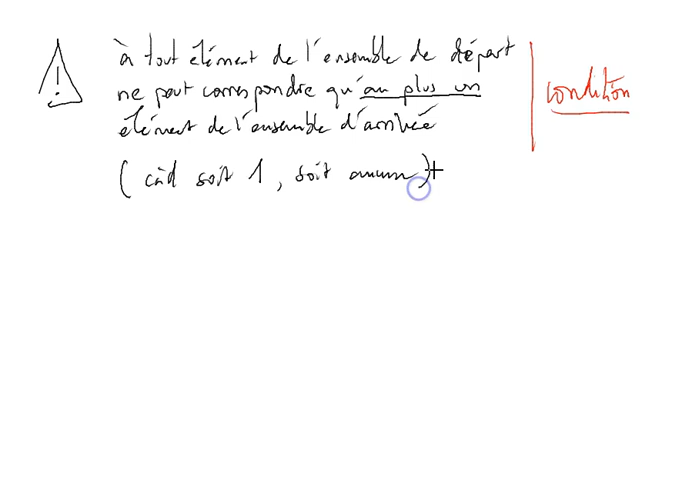 à tout élément de l'ensemble de départ
ne peut correspondre qu'au plus un
élément de l'ensemble d'arrivée
(càd soit 1, soit aucun)
condition
!